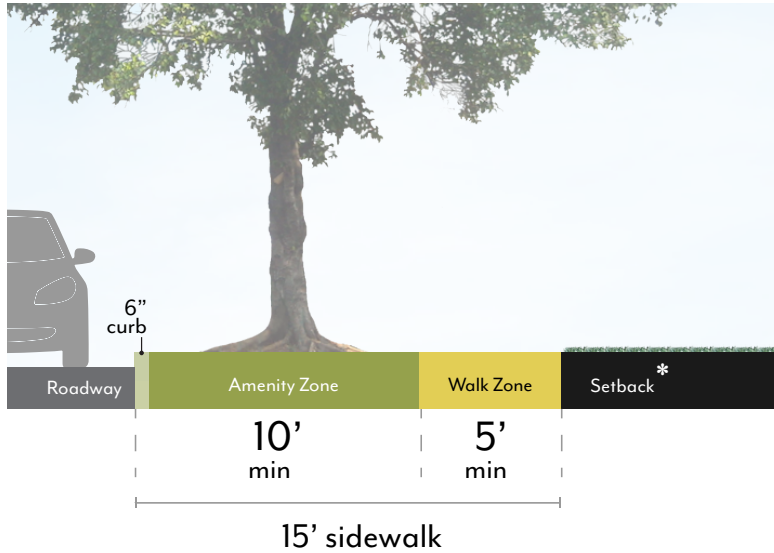 6”
curb
Roadway
Amenity Zone
Walk Zone
Setback*
10’
min
5’
min
15’ sidewalk